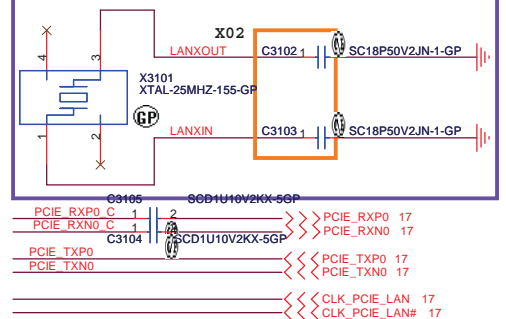 X02
4 3 LANXOUT C3102 1 SC18P50V2JN-1-GP
X3101
XTAL-25MHZ-155-GP
GP
1 2 LANXIN C3103 1 SC18P50V2JN-1-GP
C3105 SCD1U10V2KX-5GP
PCIE_RXP0_C 1 2 PCIE_RXP0 17
PCIE_RXN0_C 1 PCIE_RXN0 17
C3104 SCD1U10V2KX-5GP
PCIE_TXP0 PCIE_TXP0 17
PCIE_TXN0 PCIE_TXN0 17
CLK_PCIE_LAN 17
CLK_PCIE_LAN# 17